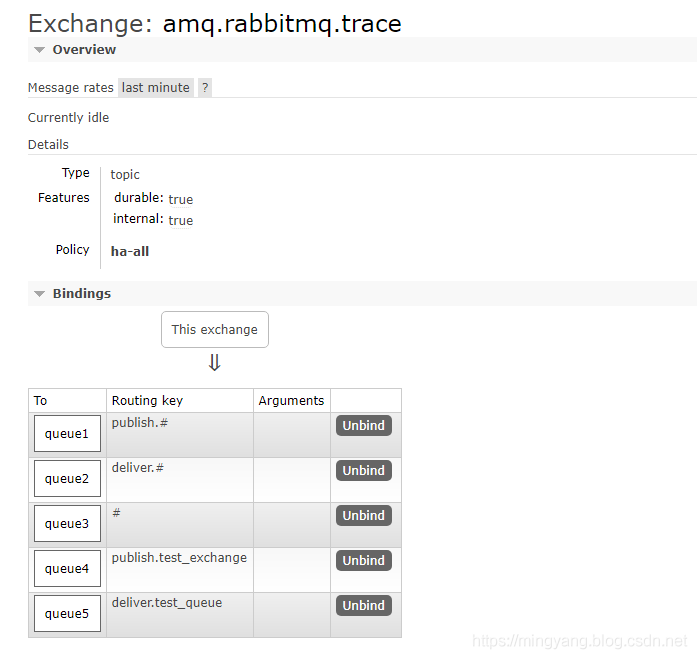 Exchange: amq.rabbitmq.trace
Overview
Message rates last minute ?
Currently idle
Details
Type topic
Features durable: true
internal: true
Policy ha-all
Bindings
This exchange
⇓
To Routing key Arguments
queue1 publish.# Unbind
queue2 deliver.# Unbind
queue3 # Unbind
queue4 publish.test_exchange Unbind
queue5 deliver.test_queue Unbind
https://mingyang.blog.csdn.net